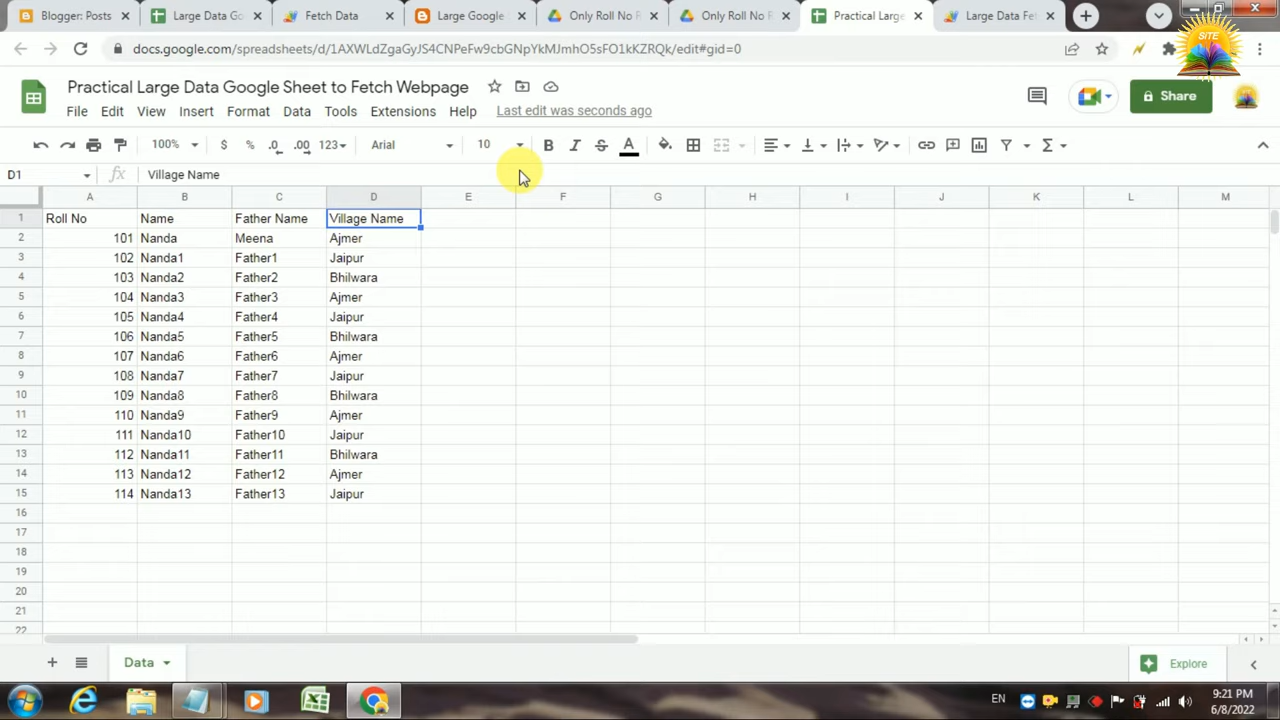 Blogger: Posts
Large Data Go
Fetch Data
Large Google
Only Roll No R
Only Roll No R
Practical Large
Large Data Fet
docs.google.com/spreadsheets/d/1AXWLdZgaGyJS4CNPeFw9cbGNpYkMJmhO5sFO1kKZRQk/edit#gid=0
SITE
Practical Large Data Google Sheet to Fetch Webpage
File Edit View Insert Format Data Tools Extensions Help Last edit was seconds ago
Share
100% $ % .0 .00 123 Arial 10 B I S A
D1 fx Village Name
A B C D E F G H I J K L M
1 Roll No Name Father Name Village Name
2 101 Nanda Meena Ajmer
3 102 Nanda1 Father1 Jaipur
4 103 Nanda2 Father2 Bhilwara
5 104 Nanda3 Father3 Ajmer
6 105 Nanda4 Father4 Jaipur
7 106 Nanda5 Father5 Bhilwara
8 107 Nanda6 Father6 Ajmer
9 108 Nanda7 Father7 Jaipur
10 109 Nanda8 Father8 Bhilwara
11 110 Nanda9 Father9 Ajmer
12 111 Nanda10 Father10 Jaipur
13 112 Nanda11 Father11 Bhilwara
14 113 Nanda12 Father12 Ajmer
15 114 Nanda13 Father13 Jaipur
16
17
18
19
20
21
22
Data
Explore
EN
9:21 PM
6/8/2022